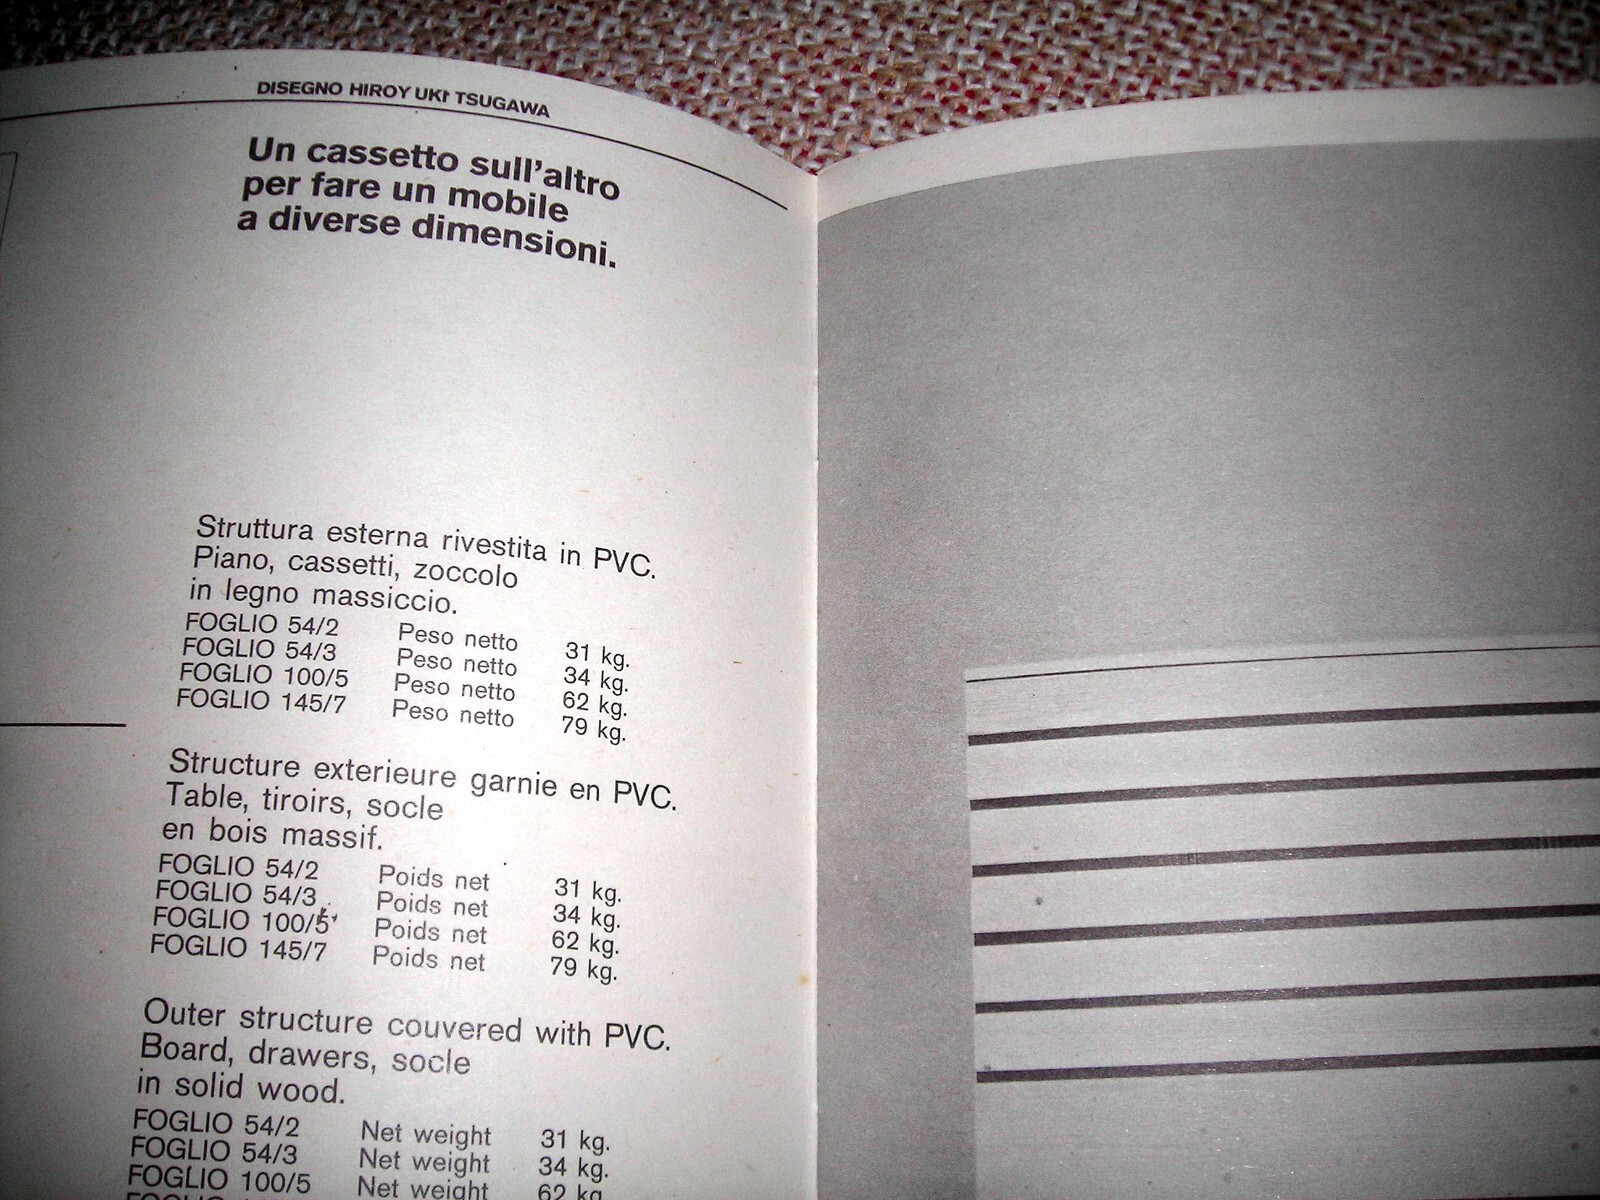 DISEGNO HIROYUKI TSUGAWA
Un cassetto sull'altro
per fare un mobile
a diverse dimensioni.
Struttura esterna rivestita in PVC.
Piano, cassetti, zoccolo
in legno massiccio.
FOGLIO 54/2 Peso netto 31 kg.
FOGLIO 54/3 Peso netto 34 kg.
FOGLIO 100/5 Peso netto 62 kg.
FOGLIO 145/7 Peso netto 79 kg.
Structure exterieure garnie en PVC.
Table, tiroirs, socle
en bois massif.
FOGLIO 54/2 Poids net 31 kg.
FOGLIO 54/3 Poids net 34 kg.
FOGLIO 100/5 Poids net 62 kg.
FOGLIO 145/7 Poids net 79 kg.
Outer structure couvered with PVC.
Board, drawers, socle
in solid wood.
FOGLIO 54/2 Net weight 31 kg.
FOGLIO 54/3 Net weight 34 kg.
FOGLIO 100/5 Net weight 62 kg